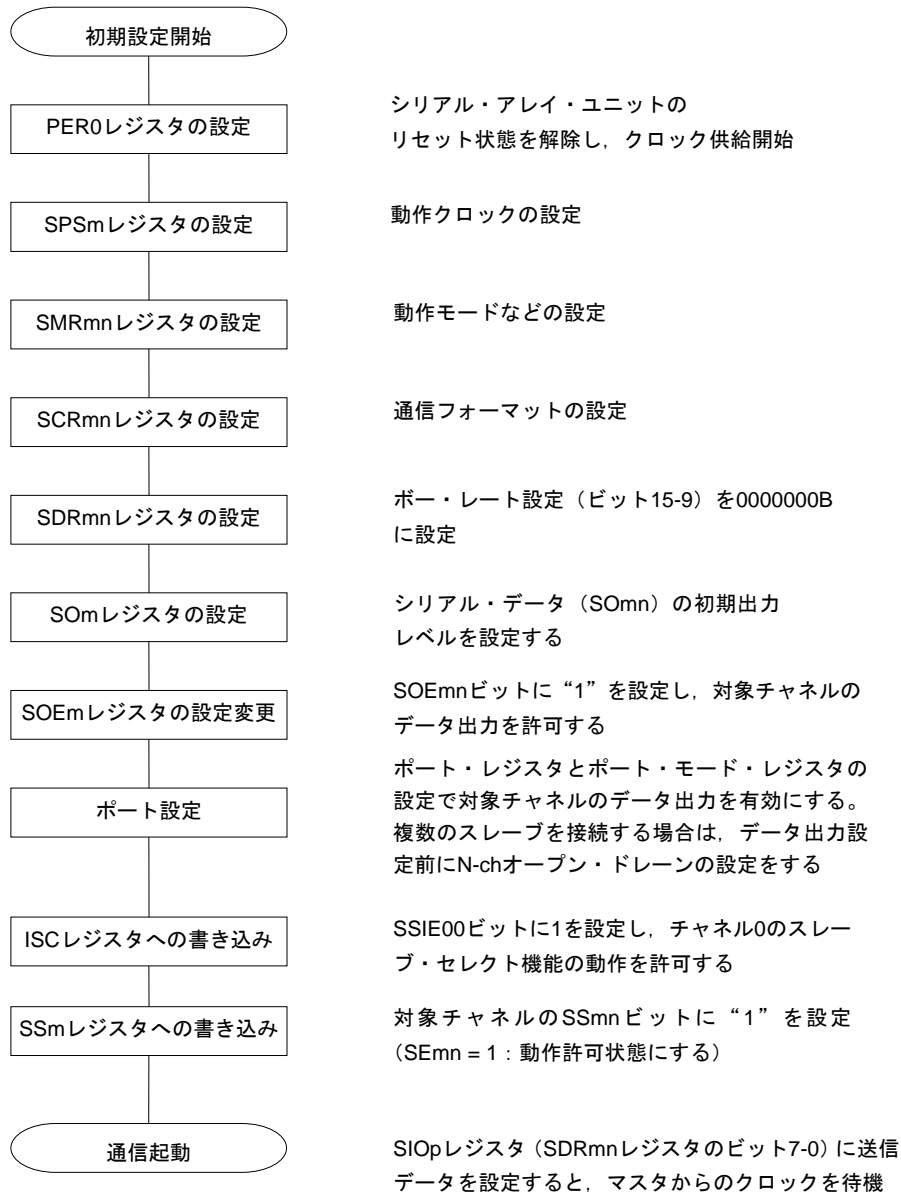 初期設定開始
PER0レジスタの設定
シリアル・アレイ・ユニットの
リセット状態を解除し，クロック供給開始
SPSmレジスタの設定
動作クロックの設定
SMRmnレジスタの設定
動作モードなどの設定
SCRmnレジスタの設定
通信フォーマットの設定
SDRmnレジスタの設定
ボー・レート設定（ビット15-9）を0000000B
に設定
SOmレジスタの設定
シリアル・データ（SOmn）の初期出力
レベルを設定する
SOEmレジスタの設定変更
SOEmnビットに“1”を設定し，対象チャネルの
データ出力を許可する
ポート設定
ポート・レジスタとポート・モード・レジスタの
設定で対象チャネルのデータ出力を有効にする。
複数のスレーブを接続する場合は，データ出力設
定前にN-chオープン・ドレーンの設定をする
ISCレジスタへの書き込み
SSIE00ビットに1を設定し，チャネル0のスレー
ブ・セレクト機能の動作を許可する
SSmレジスタへの書き込み
対象チャネルのSSmnビットに“1”を設定
（SEmn = 1：動作許可状態にする）
通信起動
SIOpレジスタ（SDRmnレジスタのビット7-0）に送信
データを設定すると，マスタからのクロックを待機